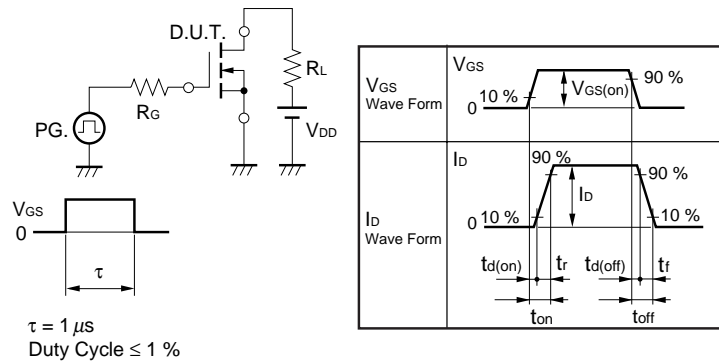 D.U.T.
RL
RG
PG.
VDD
VGS
0
τ
τ = 1 μs
Duty Cycle ≤ 1 %
VGS
Wave Form
VGS
10 %
0
VGS(on)
90 %
ID
Wave Form
ID
90 %
90 %
ID
0 10 %
10 %
td(on) tr td(off) tf
ton toff